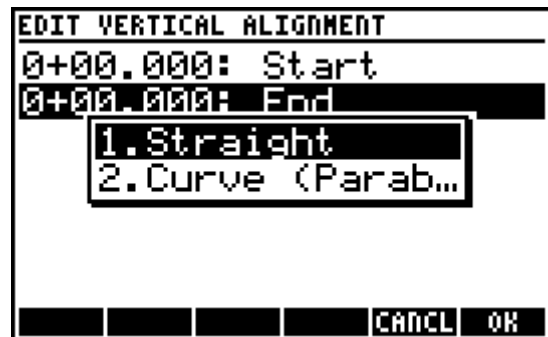 EDIT VERTICAL ALIGNMENT
0+00.000: Start
0+00.000: End
1.Straight
2.Curve (Parab…
CANCL OK